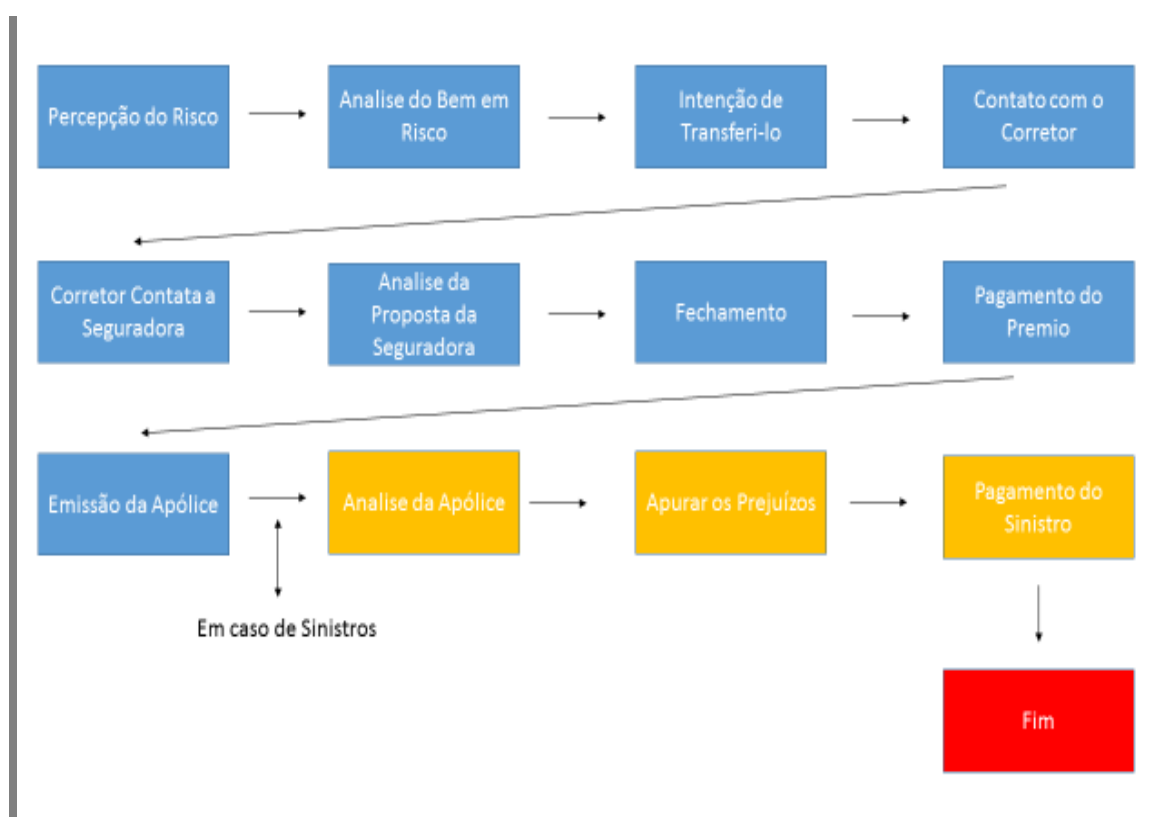 Percepção do Risco
Analise do Bem em
Risco
Intenção de
Transferi-lo
Contato com o
Corretor
Corretor Contata a
Seguradora
Analise da
Proposta da
Seguradora
Fechamento
Pagamento do
Premio
Emissão da Apólice
Analise da Apólice
Apurar os Prejuízos
Pagamento do
Sinistro
Em caso de Sinistros
Fim